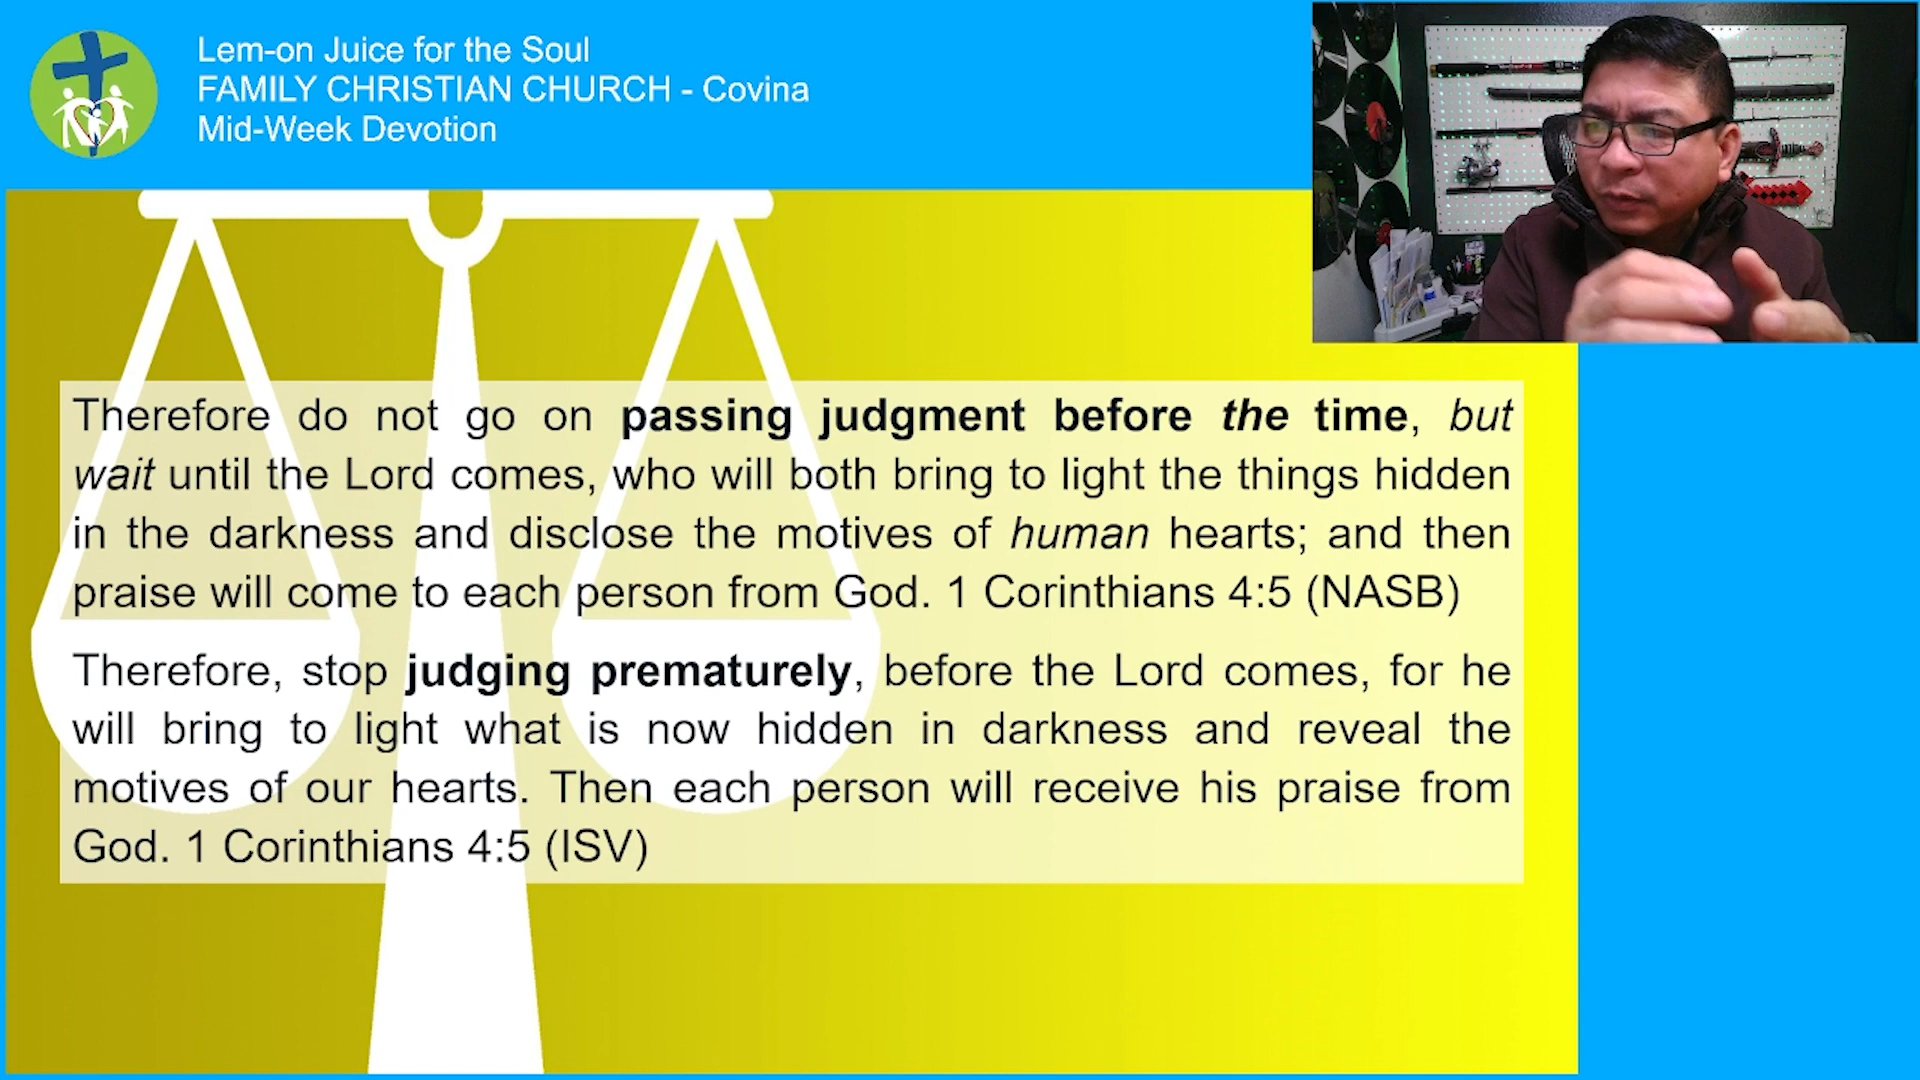 Lem-on Juice for the Soul
FAMILY CHRISTIAN CHURCH - Covina
Mid-Week Devotion
Therefore do not go on passing judgment before the time, but
wait until the Lord comes, who will both bring to light the things hidden
in the darkness and disclose the motives of human hearts; and then
praise will come to each person from God. 1 Corinthians 4:5 (NASB)
Therefore, stop judging prematurely, before the Lord comes, for he
will bring to light what is now hidden in darkness and reveal the
motives of our hearts. Then each person will receive his praise from
God. 1 Corinthians 4:5 (ISV)